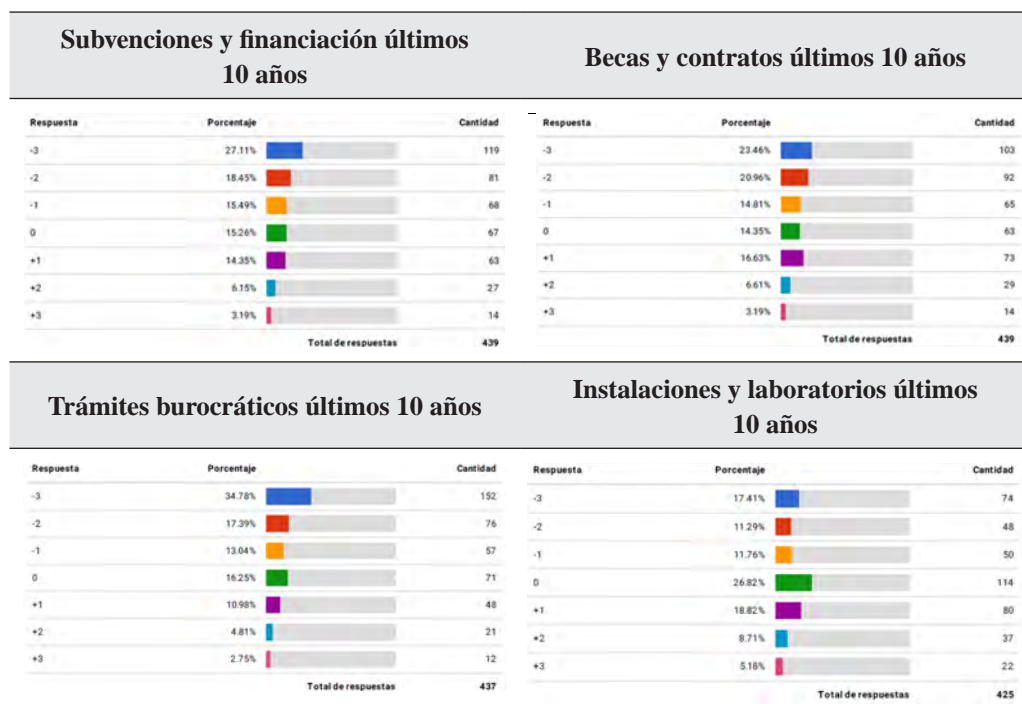 Subvenciones y financiación últimos
10 años
Respuesta Porcentaje Cantidad
-3 27.11% 119
-2 18.45% 81
-1 15.49% 68
0 15.26% 67
+1 14.35% 63
+2 6.15% 27
+3 3.19% 14
Total de respuestas 439
Becas y contratos últimos 10 años
Respuesta Porcentaje Cantidad
-3 23.46% 103
-2 20.96% 92
-1 14.81% 65
0 14.35% 63
+1 16.63% 73
+2 6.61% 29
+3 3.19% 14
Total de respuestas 439
Trámites burocráticos últimos 10 años
Respuesta Porcentaje Cantidad
-3 34.78% 152
-2 17.39% 76
-1 13.04% 57
0 16.25% 71
+1 10.98% 48
+2 4.81% 21
+3 2.75% 12
Total de respuestas 437
Instalaciones y laboratorios últimos
10 años
Respuesta Porcentaje Cantidad
-3 17.41% 74
-2 11.29% 48
-1 11.76% 50
0 26.82% 114
+1 18.82% 80
+2 8.71% 37
+3 5.18% 22
Total de respuestas 425